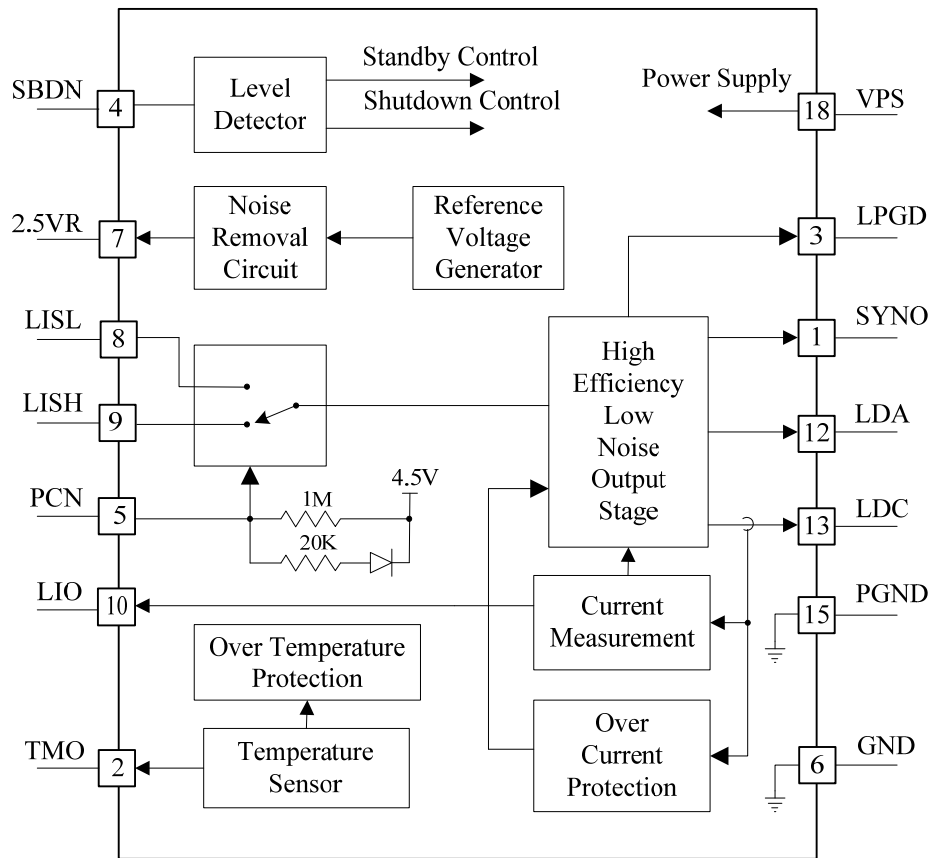 Standby Control
SBDN
4
Level
Detector
Shutdown Control
Power Supply
18
VPS
2.5VR
7
Noise
Removal
Circuit
Reference
Voltage
Generator
3
LPGD
LISL
8
1
SYNO
High
Efficiency
Low
Noise
Output
Stage
LISH
9
12
LDA
PCN
5
1M
4.5V
20K
13
LDC
LIO
10
Current
Measurement
15
PGND
Over Temperature
Protection
TMO
2
Temperature
Sensor
Over
Current
Protection
6
GND